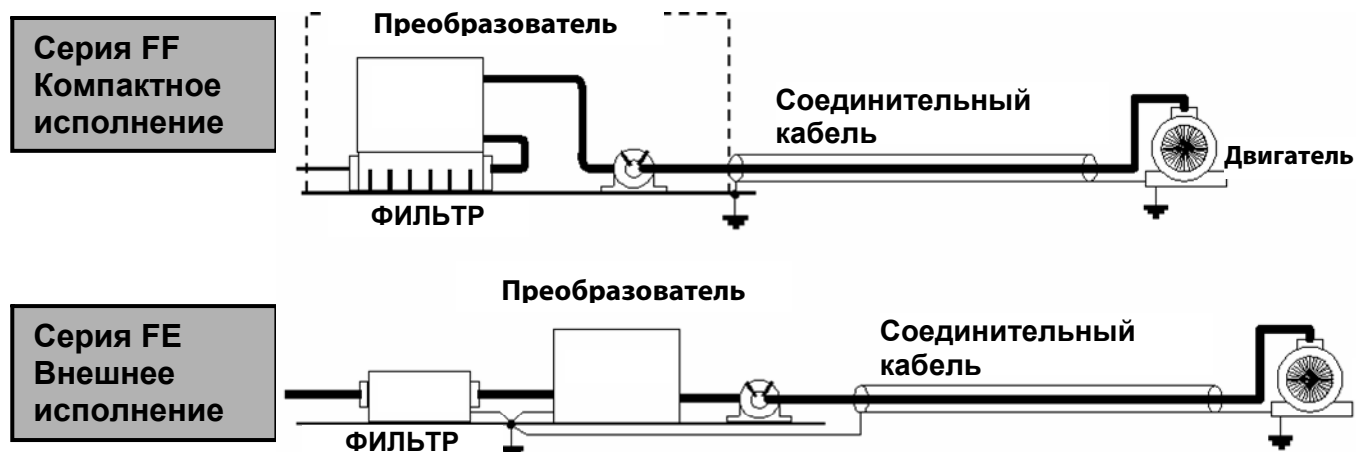 Преобразователь
Серия FF
Компактное
исполнение
Соединительный
кабель
Двигатель
ФИЛЬТР
Преобразователь
Серия FE
Внешнее
исполнение
Соединительный
кабель
ФИЛЬТР